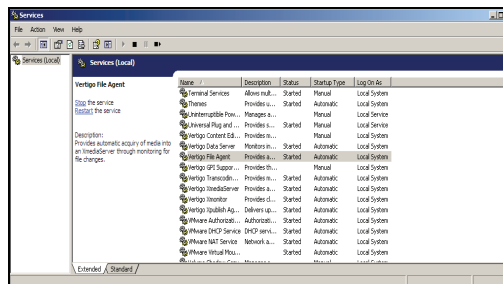 Services
File Action View Help
Services (Local)
Services (Local)
Vertigo File Agent
Stop the service
Restart the service
Description:
Provides automatic acquiry of media into
an XmediaServer through monitoring for
file changes.
Name Description Status Startup Type Log On As
Terminal Services Allows mult... Started Manual Local System
Themes Provides u... Started Automatic Local System
Uninterruptible Pow... Manages a... Manual Local Service
Universal Plug and ... Provides s... Started Manual Local Service
Vertigo Content Edi... Provides m... Manual Local System
Vertigo Data Server Monitors in... Started Automatic Local System
Vertigo File Agent Provides a... Started Automatic Local System
Vertigo GPI Suppor... Provides th... Manual Local System
Vertigo Transcodin... Provides m... Started Automatic Local System
Vertigo XmediaServer Provides m... Started Automatic Local System
Vertigo Xmonitor Provides cl... Started Automatic Local System
Vertigo Xpublish Ag... Delivers up... Started Automatic Local System
VMware Authorizati... Authorizati... Started Automatic Local System
VMware DHCP Service DHCP servi... Started Automatic Local System
VMware NAT Service Network a... Started Automatic Local System
VMware Virtual Mou... Started Automatic Local System
Extended Standard